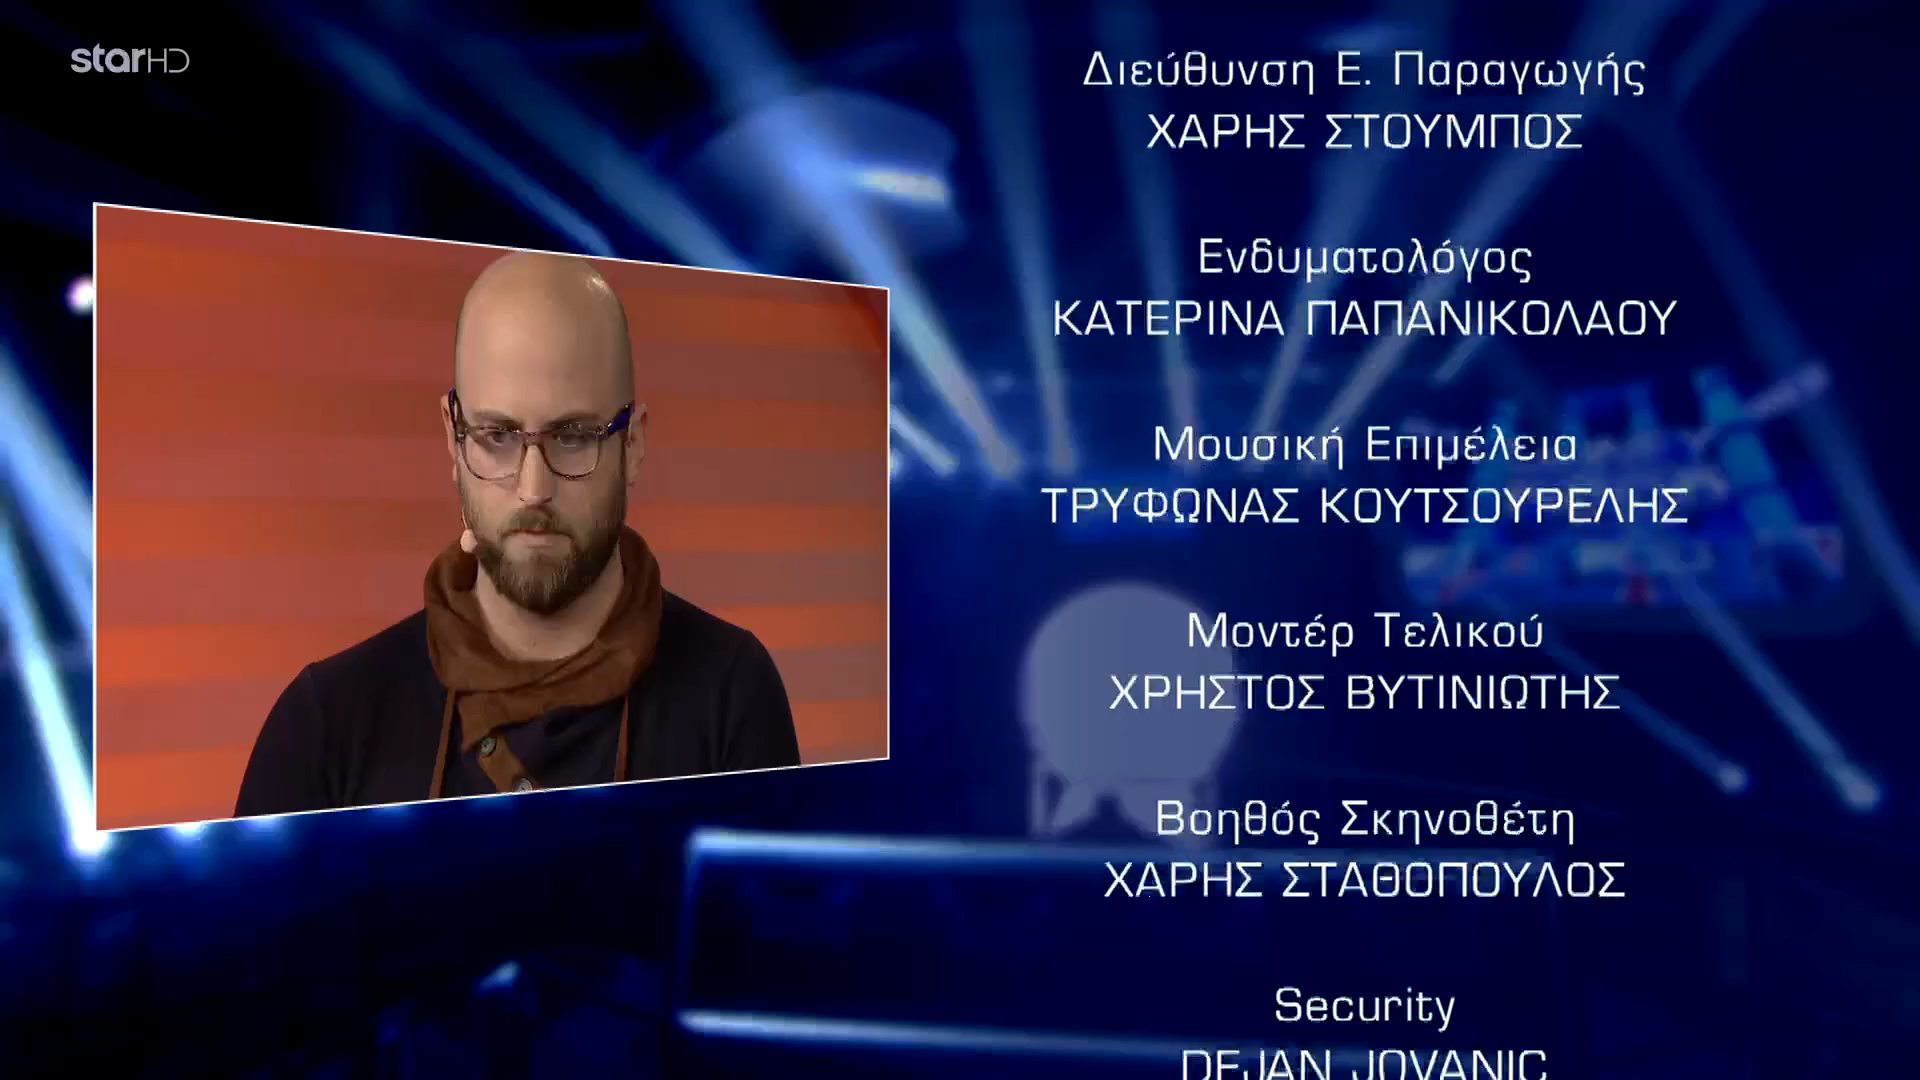 starHD
Διεύθυνση Ε. Παραγωγής
ΧΑΡΗΣ ΣΤΟΥΜΠΟΣ
Ενδυματολόγος
ΚΑΤΕΡΙΝΑ ΠΑΠΑΝΙΚΟΛΑΟΥ
Μουσική Επιμέλεια
ΤΡΥΦΩΝΑΣ ΚΟΥΤΣΟΥΡΕΛΗΣ
Μοντέρ Τελικού
ΧΡΗΣΤΟΣ ΒΥΤΙΝΙΩΤΗΣ
Βοηθός Σκηνοθέτη
ΧΑΡΗΣ ΣΤΑΘΟΠΟΥΛΟΣ
Security
DEJAN JOVANIC